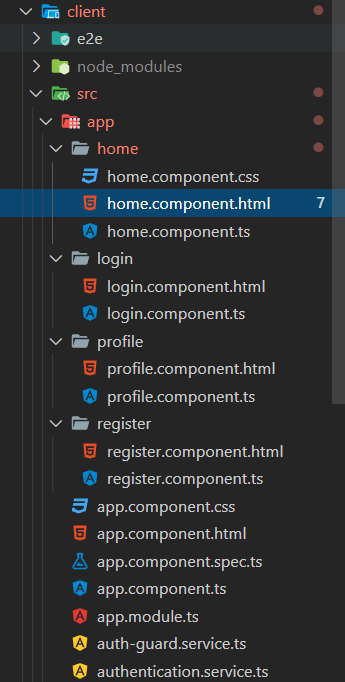 client
e2e
node_modules
src
app
home
home.component.css
home.component.html 7
home.component.ts
login
login.component.html
login.component.ts
profile
profile.component.html
profile.component.ts
register
register.component.html
register.component.ts
app.component.css
app.component.html
app.component.spec.ts
app.component.ts
app.module.ts
auth-guard.service.ts
authentication.service.ts